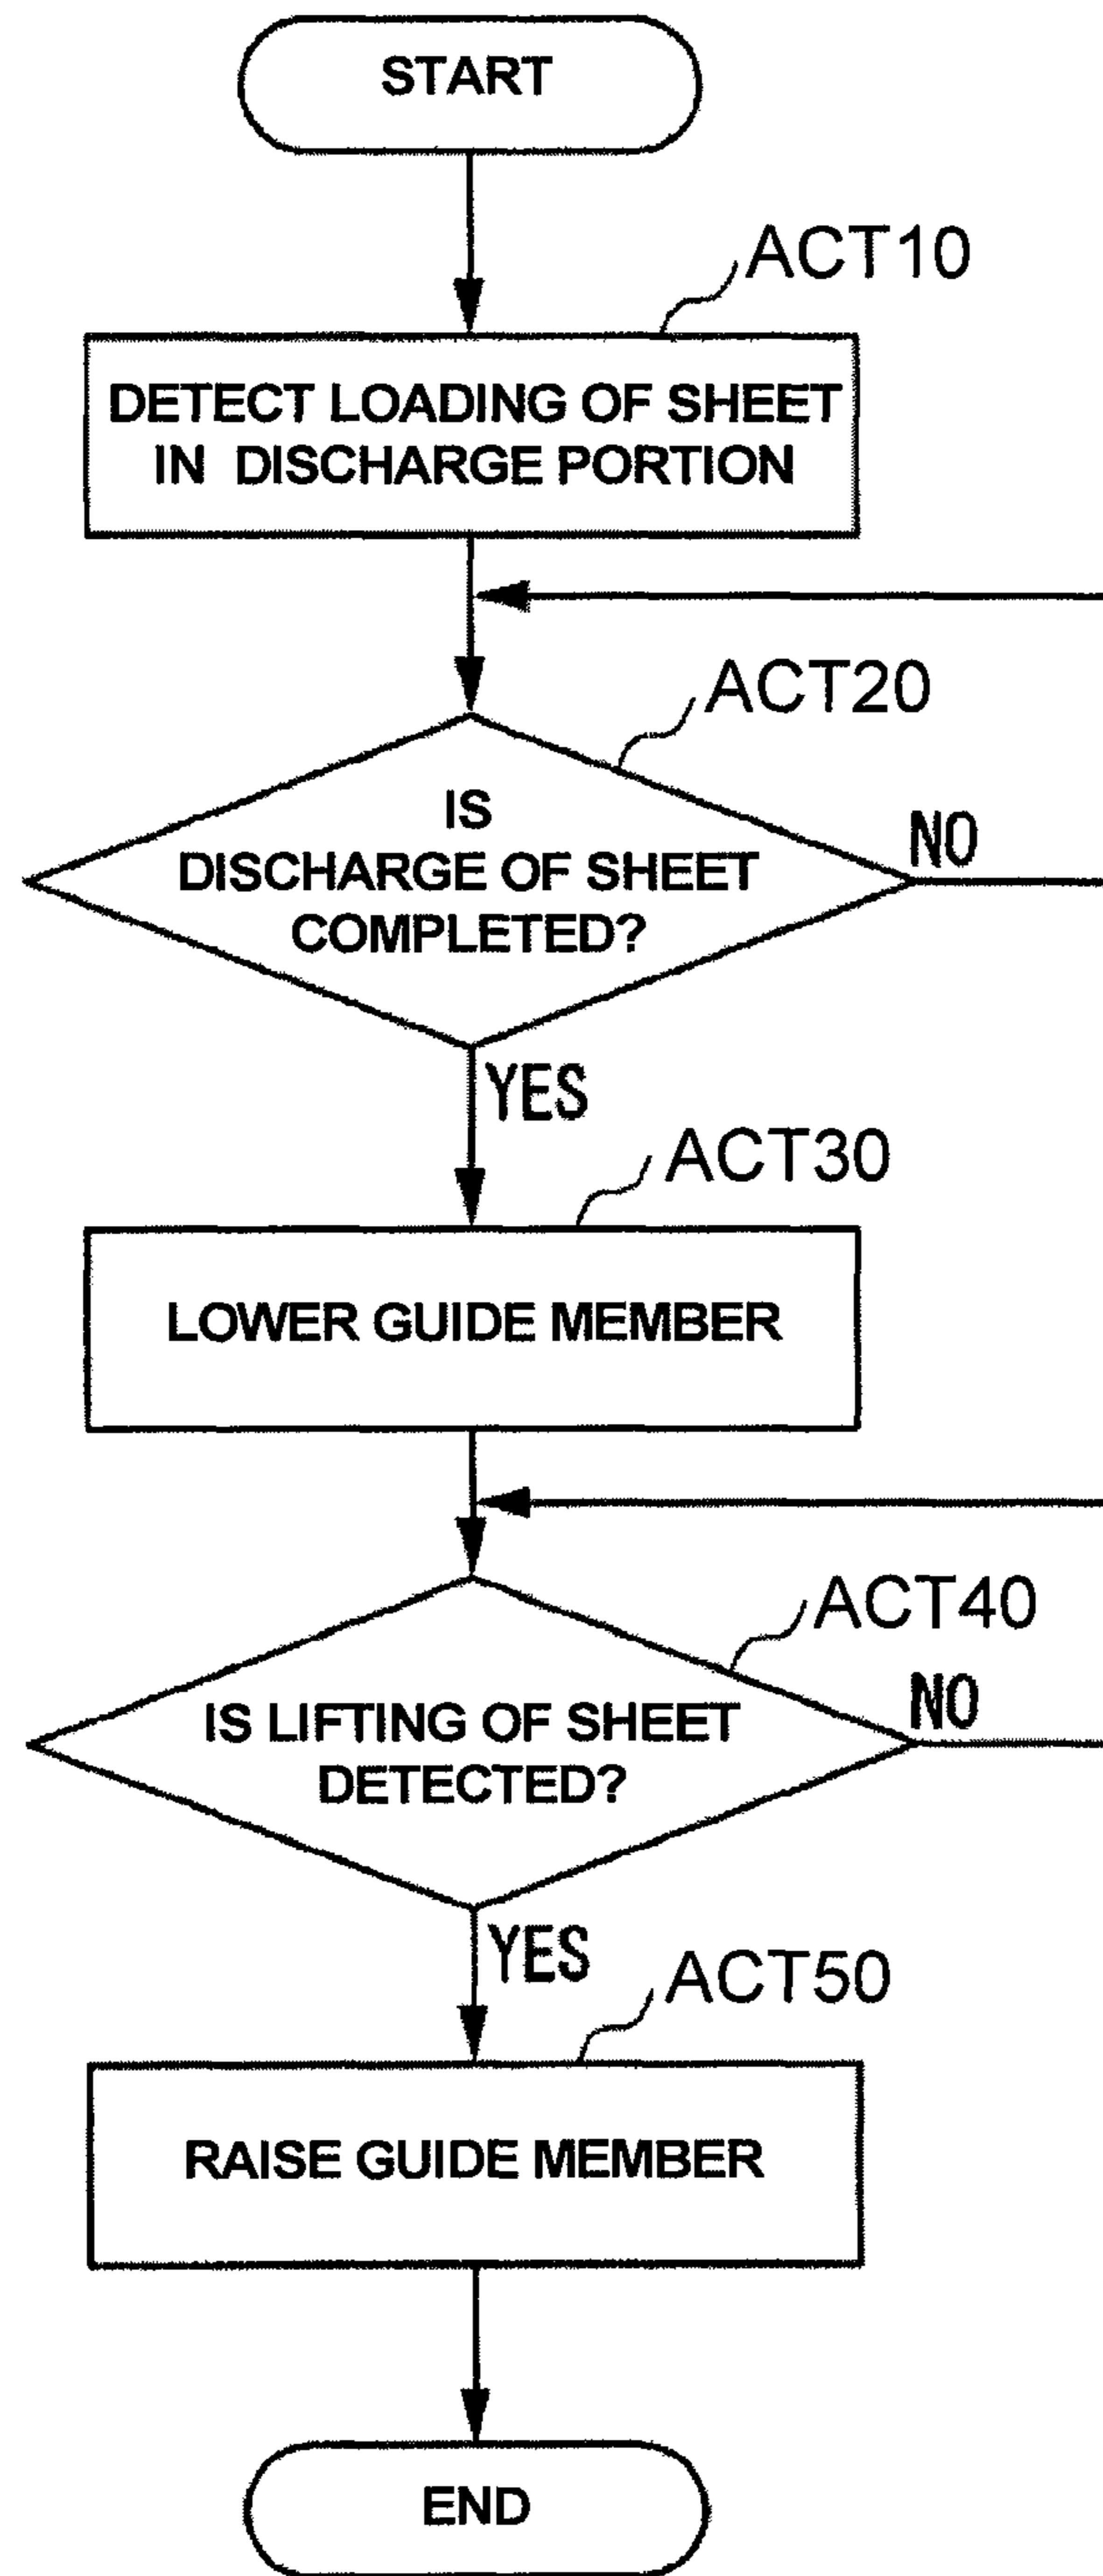 START
ACT10
DETECT LOADING OF SHEET
IN DISCHARGE PORTION
ACT20
IS
DISCHARGE OF SHEET
COMPLETED?
NO
YES
ACT30
LOWER GUIDE MEMBER
ACT40
IS LIFTING OF SHEET
DETECTED?
NO
YES
ACT50
RAISE GUIDE MEMBER
END